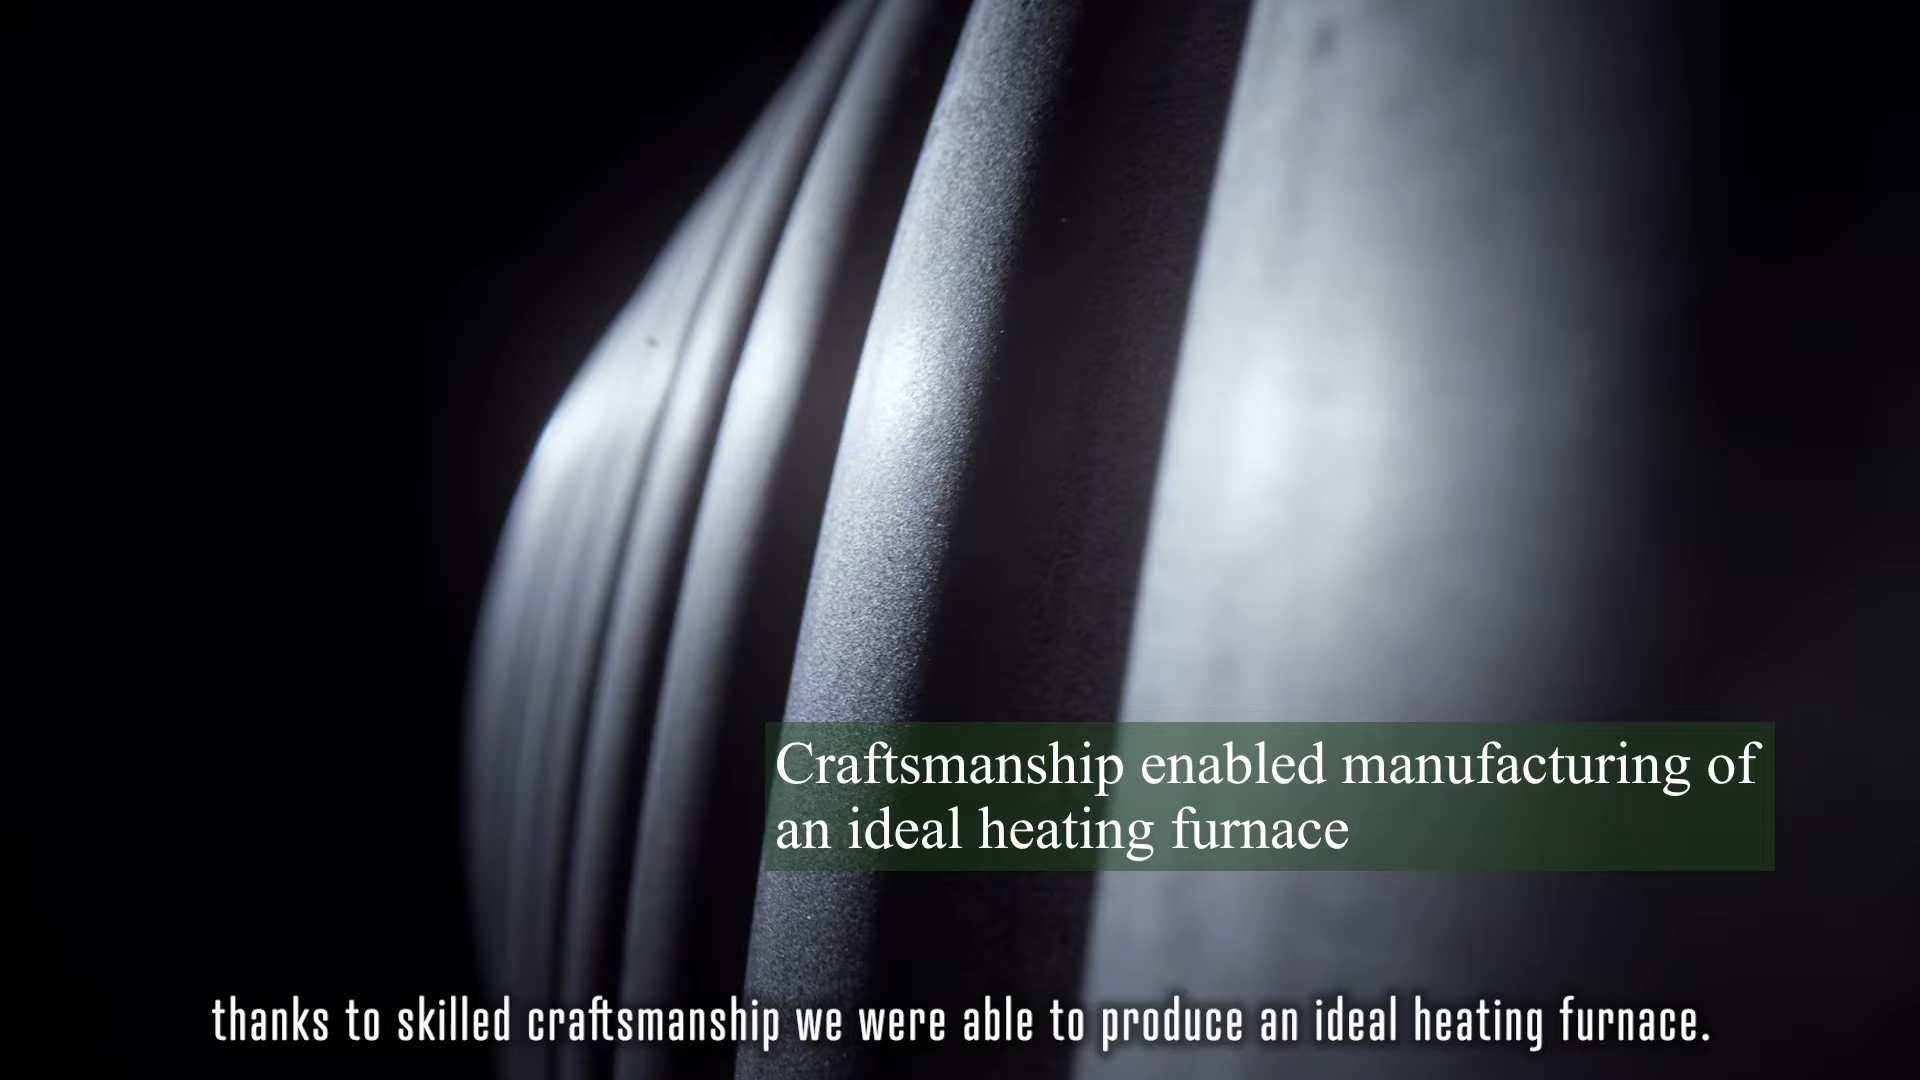 Craftsmanship enabled manufacturing of
an ideal heating furnace
thanks to skilled craftsmanship we were able to produce an ideal heating furnace.